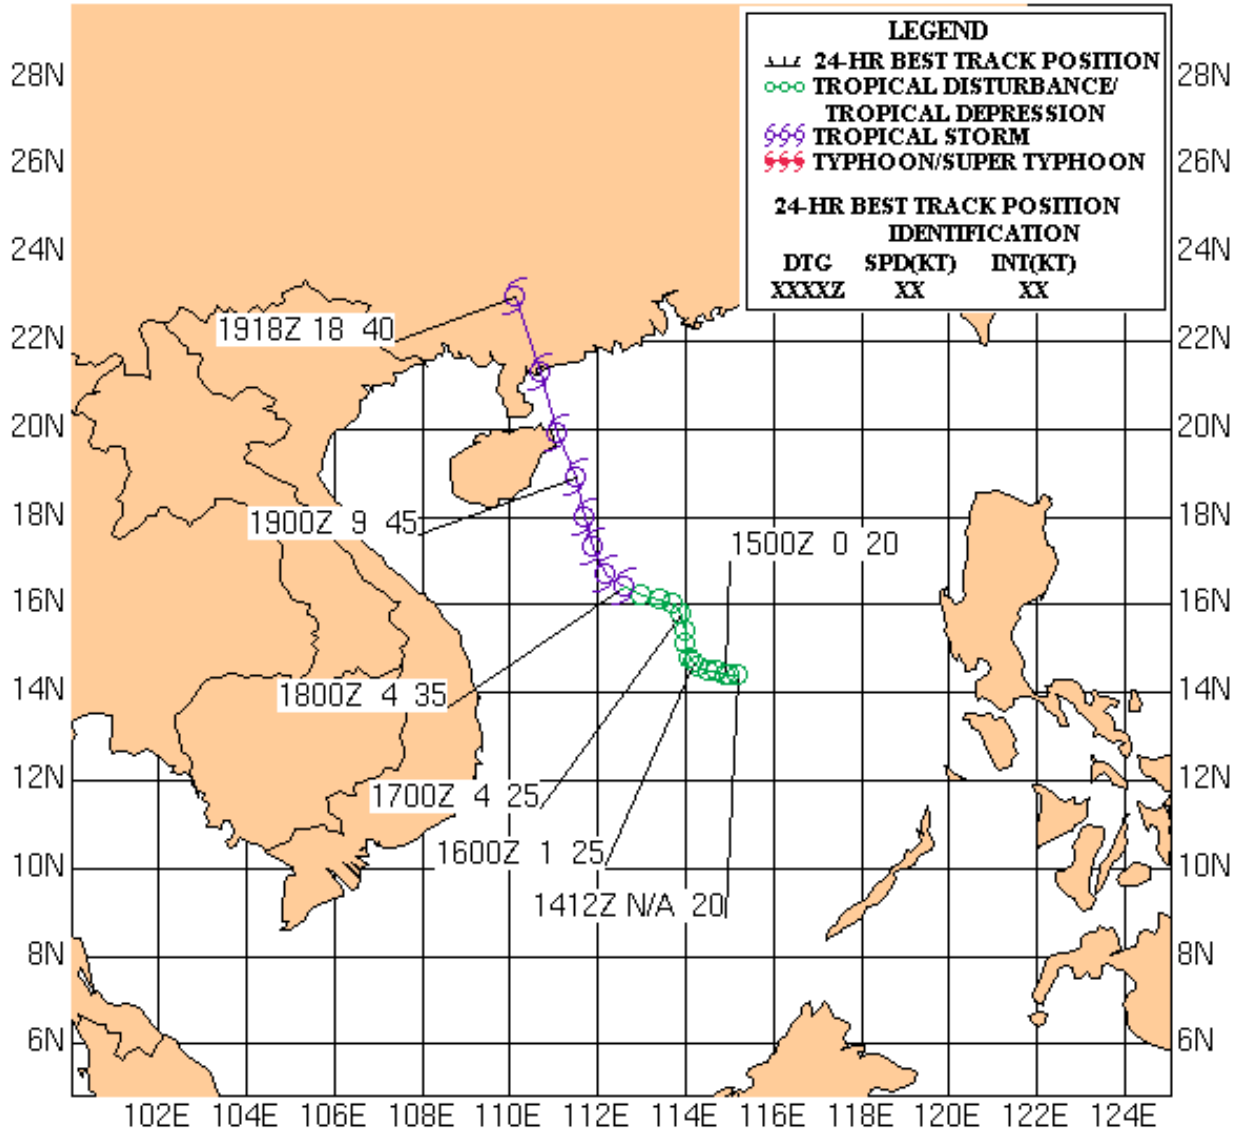 LEGEND
24-HR BEST TRACK POSITION
TROPICAL DISTURBANCE/
TROPICAL DEPRESSION
TROPICAL STORM
TYPHOON/SUPER TYPHOON
24-HR BEST TRACK POSITION
IDENTIFICATION
DTG SPD(KT) INT(KT)
XXXXZ XX XX
28N 28N
26N 26N
24N 24N
22N 22N
20N 20N
18N 18N
16N 16N
14N 14N
12N 12N
10N 10N
8N 8N
6N 6N
1918Z 18 40
1900Z 9 45
1500Z 0 20
1800Z 4 35
1700Z 4 25
1600Z 1 25
1412Z N/A 20
102E 104E 106E 108E 110E 112E 114E 116E 118E 120E 122E 124E